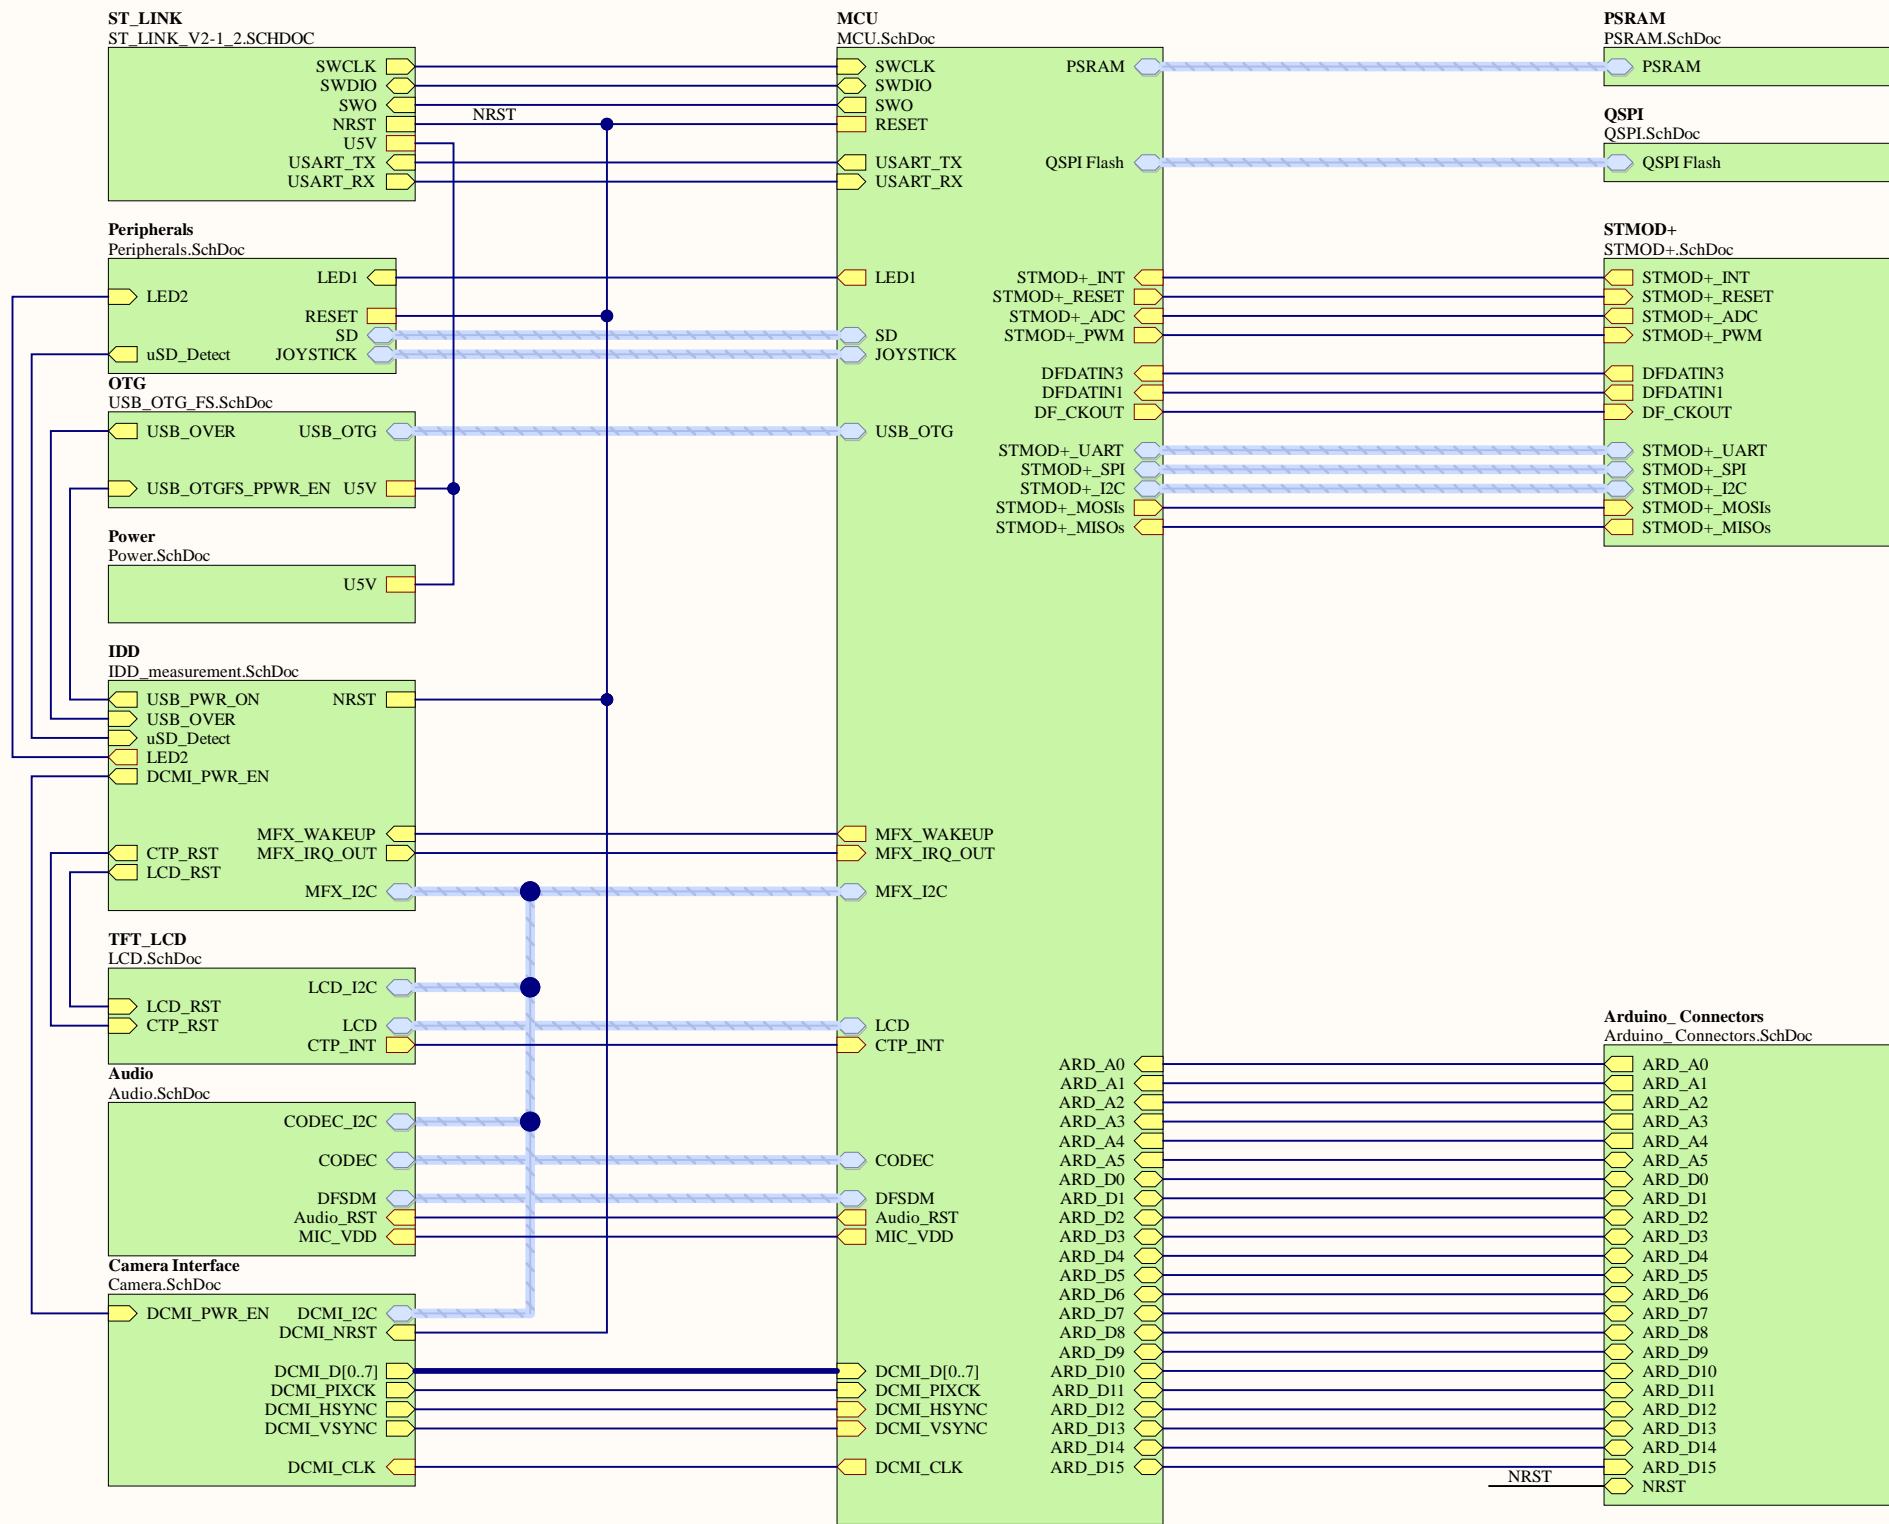 ST_LINK
ST_LINK_V2-1_2.SCHDOC
SWCLK
SWDIO
SWO
NRST
U5V
USART_TX
USART_RX
NRST
Peripherals
Peripherals.SchDoc
LED1
LED2
RESET
SD
uSD_Detect
JOYSTICK
OTG
USB_OTG_FS.SchDoc
USB_OVER
USB_OTG
USB_OTGFS_PPWR_EN
U5V
Power
Power.SchDoc
U5V
IDD
IDD_measurement.SchDoc
USB_PWR_ON
NRST
USB_OVER
uSD_Detect
LED2
DCMI_PWR_EN
MFX_WAKEUP
CTP_RST
MFX_IRQ_OUT
LCD_RST
MFX_I2C
TFT_LCD
LCD.SchDoc
LCD_I2C
LCD_RST
CTP_RST
LCD
CTP_INT
Audio
Audio.SchDoc
CODEC_I2C
CODEC
DFSDM
Audio_RST
MIC_VDD
Camera Interface
Camera.SchDoc
DCMI_PWR_EN
DCMI_I2C
DCMI_NRST
DCMI_D[0..7]
DCMI_PIXCK
DCMI_HSYNC
DCMI_VSYNC
DCMI_CLK
MCU
MCU.SchDoc
SWCLK
SWDIO
SWO
RESET
USART_TX
USART_RX
LED1
SD
JOYSTICK
USB_OTG
MFX_WAKEUP
MFX_IRQ_OUT
MFX_I2C
LCD
CTP_INT
CODEC
DFSDM
Audio_RST
MIC_VDD
DCMI_D[0..7]
DCMI_PIXCK
DCMI_HSYNC
DCMI_VSYNC
DCMI_CLK
PSRAM
QSPI Flash
STMOD+_INT
STMOD+_RESET
STMOD+_ADC
STMOD+_PWM
DFDATIN3
DFDATIN1
DF_CKOUT
STMOD+_UART
STMOD+_SPI
STMOD+_I2C
STMOD+_MOSIs
STMOD+_MISOs
ARD_A0
ARD_A1
ARD_A2
ARD_A3
ARD_A4
ARD_A5
ARD_D0
ARD_D1
ARD_D2
ARD_D3
ARD_D4
ARD_D5
ARD_D6
ARD_D7
ARD_D8
ARD_D9
ARD_D10
ARD_D11
ARD_D12
ARD_D13
ARD_D14
ARD_D15
PSRAM
PSRAM.SchDoc
PSRAM
QSPI
QSPI.SchDoc
QSPI Flash
STMOD+
STMOD+.SchDoc
STMOD+_INT
STMOD+_RESET
STMOD+_ADC
STMOD+_PWM
DFDATIN3
DFDATIN1
DF_CKOUT
STMOD+_UART
STMOD+_SPI
STMOD+_I2C
STMOD+_MOSIs
STMOD+_MISOs
Arduino_ Connectors
Arduino_ Connectors.SchDoc
ARD_A0
ARD_A1
ARD_A2
ARD_A3
ARD_A4
ARD_A5
ARD_D0
ARD_D1
ARD_D2
ARD_D3
ARD_D4
ARD_D5
ARD_D6
ARD_D7
ARD_D8
ARD_D9
ARD_D10
ARD_D11
ARD_D12
ARD_D13
ARD_D14
ARD_D15
NRST
NRST